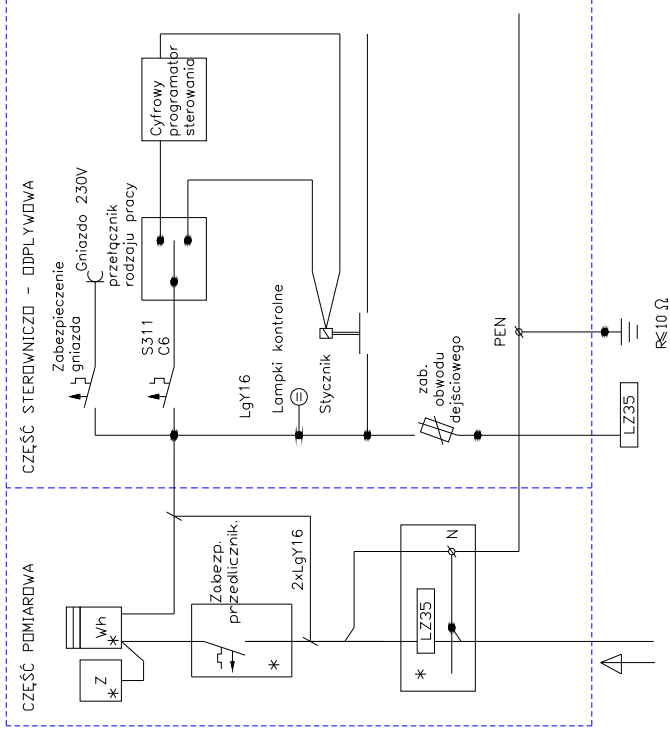 CZĘŚĆ STEROWNICZO - ODPLYWOWA
Zabezpieczenie
gniazda
Gniazdo 230V
przełącznik
rodzaju pracy
Cyfrowy
programator
sterowania
S311
C6
LgY16
Lampki kontrolne
Stycznik
zab.
obwodu
dejściowego
LZ35
PEN
R≤10 Ω
CZĘŚĆ POMIAROWA
Z
*
Wh
*
Zabezp.
przedlicznik.
*
2xLgY16
LZ35
N
*